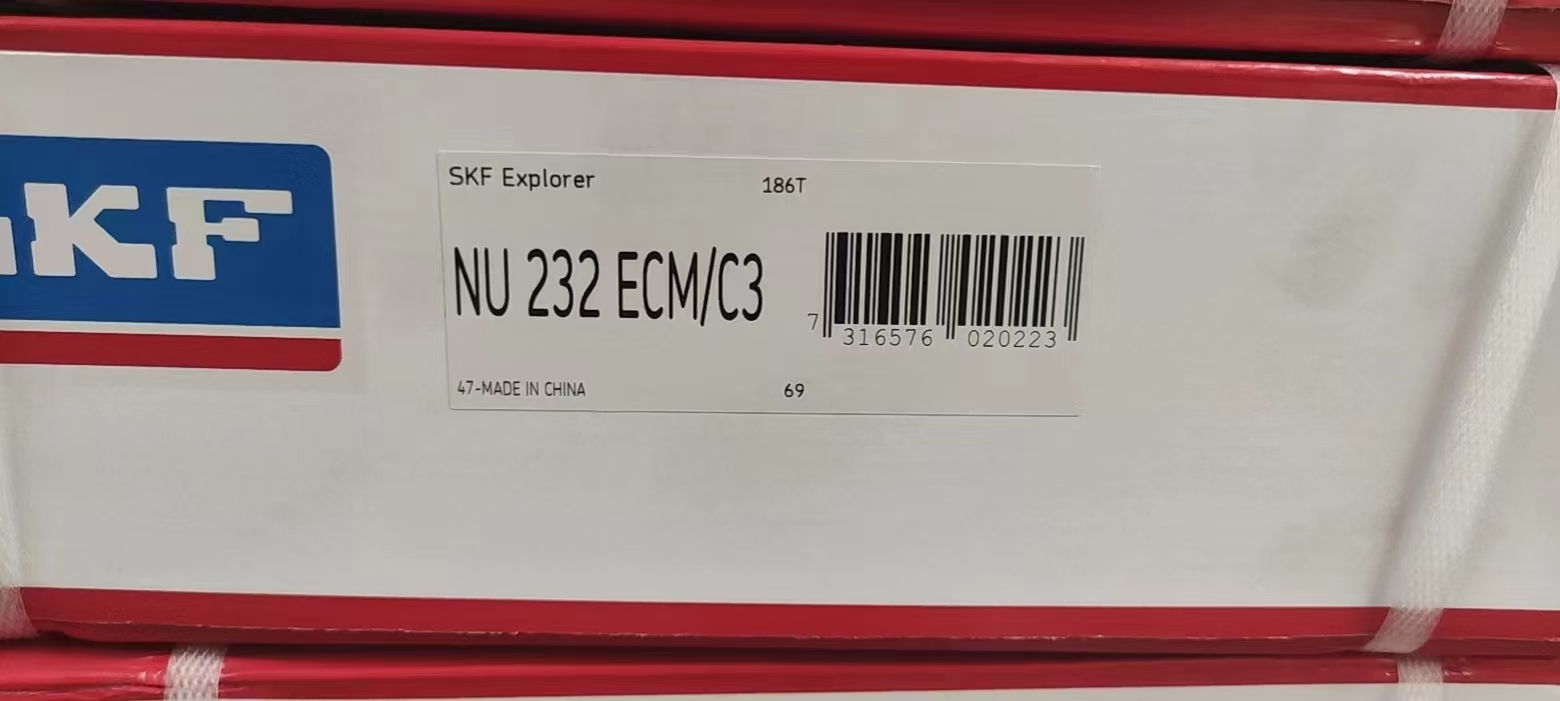 SKF
SKF Explorer 186T
NU 232 ECM/C3
7 316576 020223
47-MADE IN CHINA 69